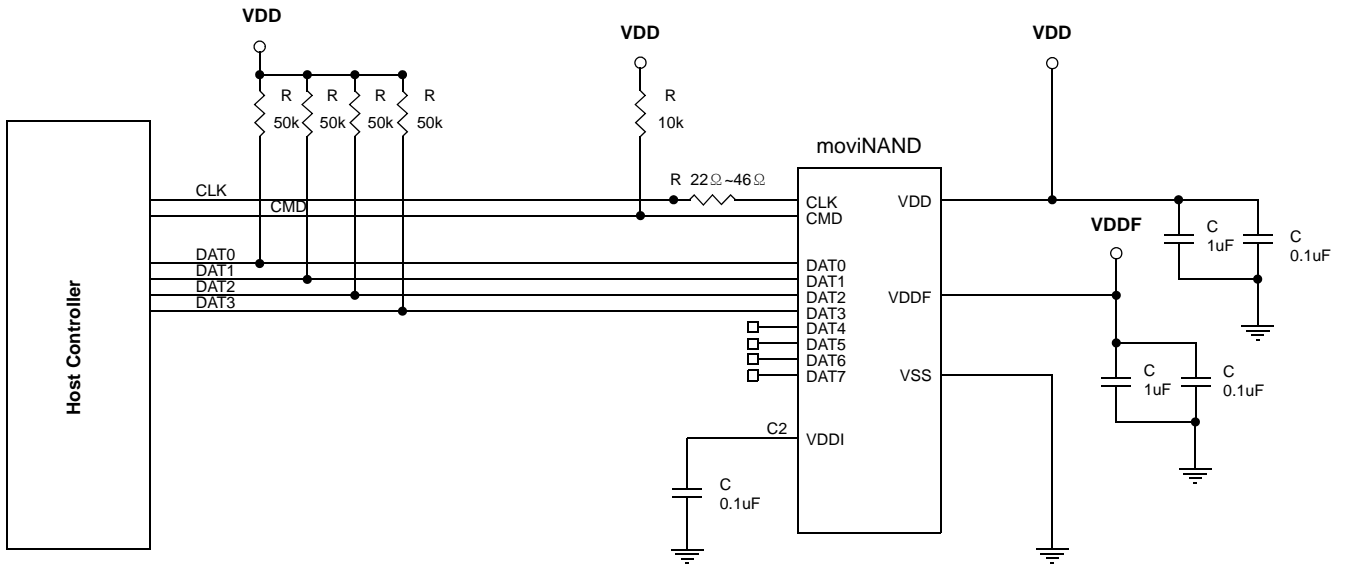 VDD
VDD
VDD
R
50k
R
50k
R
50k
R
50k
R
10k
moviNAND
Host Controller
CLK
CMD
DAT0
DAT1
DAT2
DAT3
R 22Ω~46Ω
CLK
CMD
DAT0
DAT1
DAT2
DAT3
DAT4
DAT5
DAT6
DAT7
C2
VDDI
VDD
VDDF
VSS
C
0.1uF
VDDF
C
1uF
C
0.1uF
C
1uF
C
0.1uF